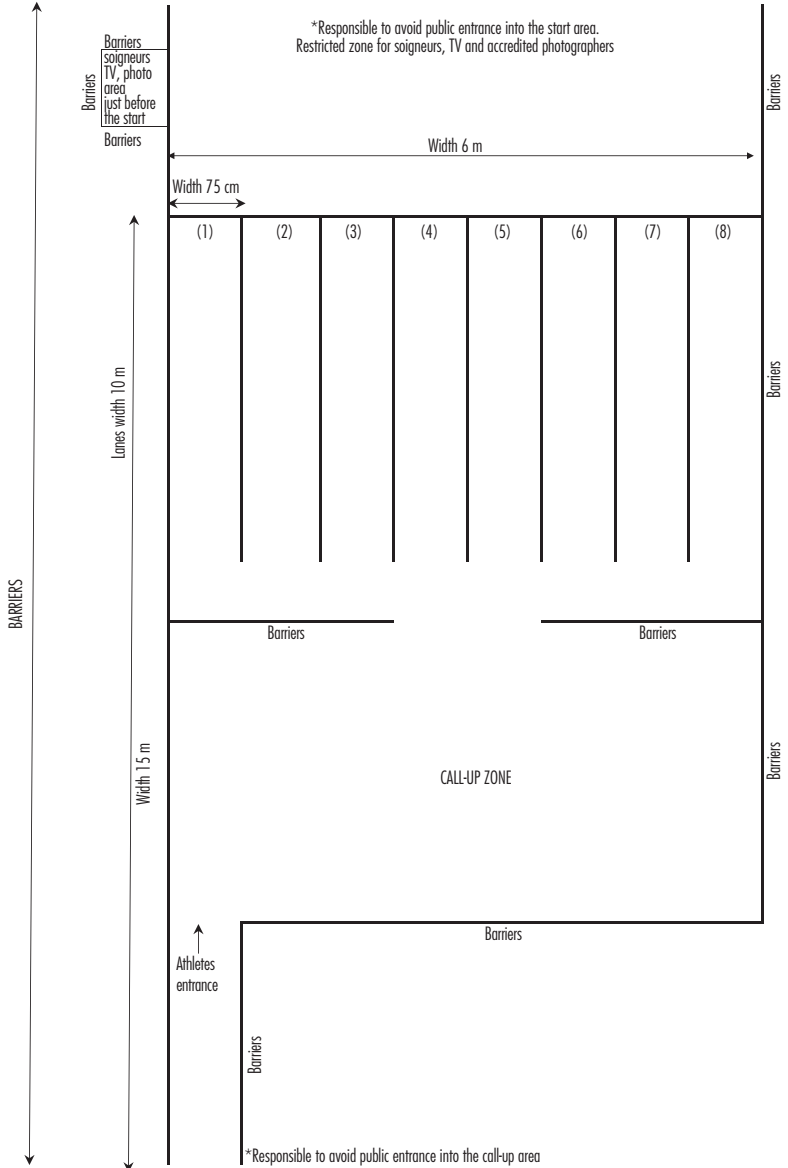 *Responsible to avoid public entrance into the start area.
Restricted zone for soigneurs, TV and accredited photographers
Barriers
soigneurs
TV, photo
area
just before
the start
Barriers
Barriers
Barriers
Width 6 m
Width 75 cm
(1) (2) (3) (4) (5) (6) (7) (8)
Lanes width 10 m
Barriers
BARRIERS
Barriers
Barriers
Width 15 m
CALL-UP ZONE
Barriers
Barriers
Athletes
entrance
Barriers
*Responsible to avoid public entrance into the call-up area